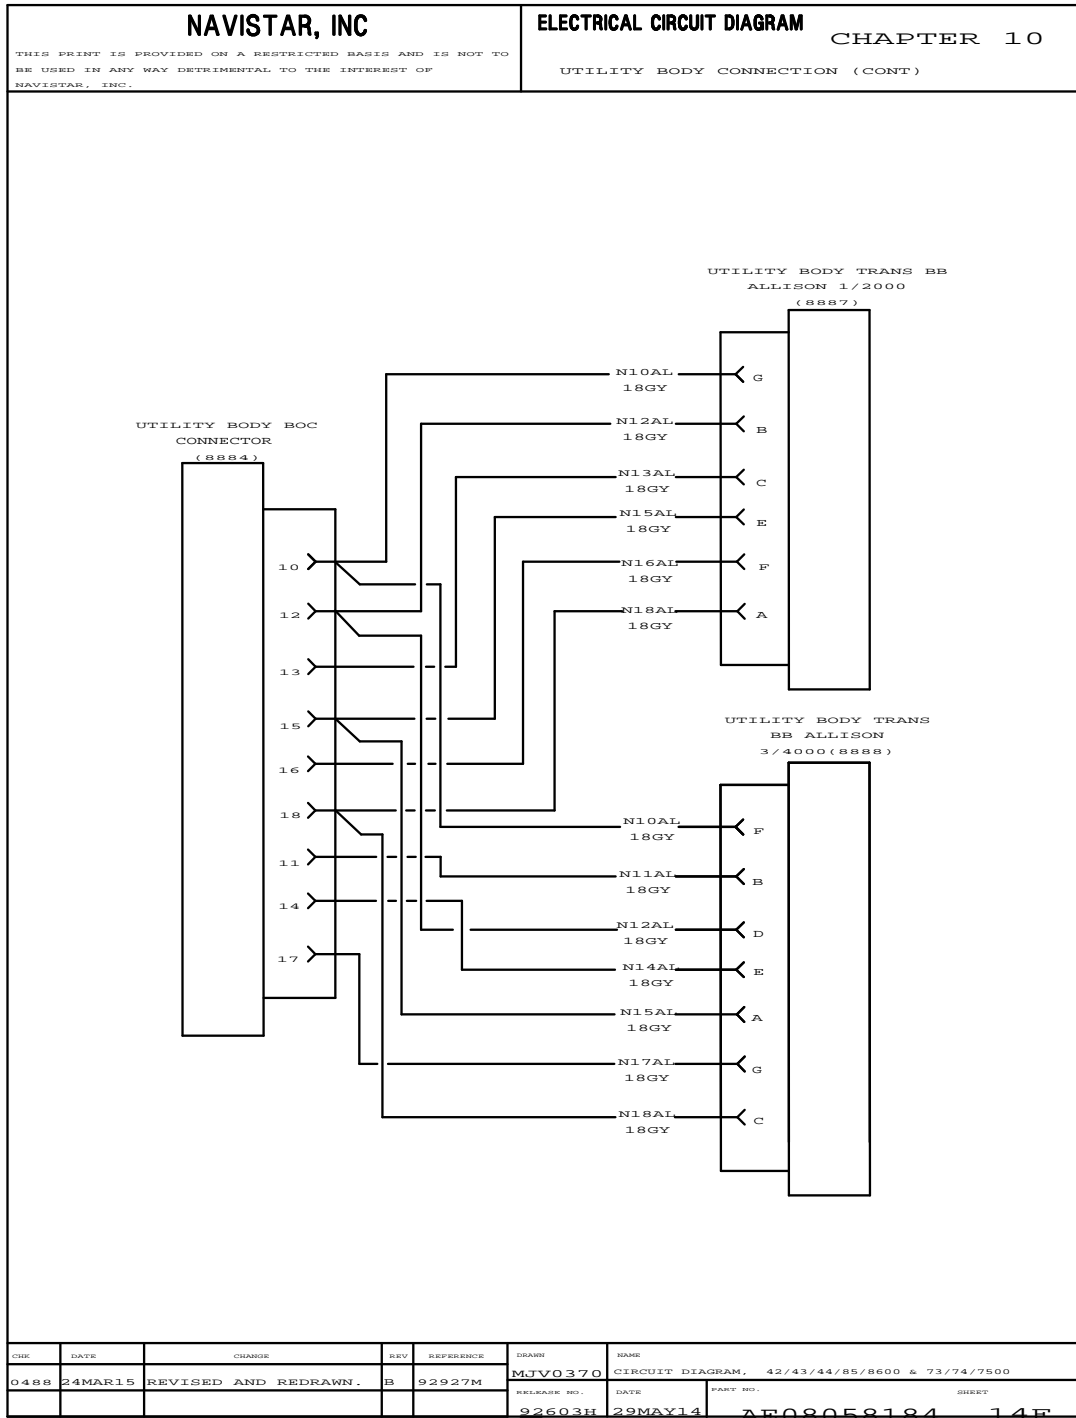 NAVISTAR, INC
THIS PRINT IS PROVIDED ON A RESTRICTED BASIS AND IS NOT TO
BE USED IN ANY WAY DETRIMENTAL TO THE INTEREST OF
NAVISTAR, INC.
ELECTRICAL CIRCUIT DIAGRAM
CHAPTER 10
UTILITY BODY CONNECTION (CONT)
UTILITY BODY TRANS BB
ALLISON 1/2000
(8887)
N10AL
18GY
G
N12AL
18GY
B
N13AL
18GY
C
N15AL
18GY
E
N16AL
18GY
F
N18AL
18GY
A
UTILITY BODY BOC
CONNECTOR
(8884)
10
12
13
15
16
18
11
14
17
UTILITY BODY TRANS
BB ALLISON
3/4000(8888)
N10AL
18GY
F
N11AL
18GY
B
N12AL
18GY
D
N14AL
18GY
E
N15AL
18GY
A
N17AL
18GY
G
N18AL
18GY
C
CHK DATE CHANGE REV REFERENCE
0488 24MAR15 REVISED AND REDRAWN. B 92927M
DRAWN
MJV0370
NAME
CIRCUIT DIAGRAM, 42/43/44/85/8600 & 73/74/7500
RELEASE NO.
92603H
DATE
29MAY14
PART NO.
AE08058184
SHEET